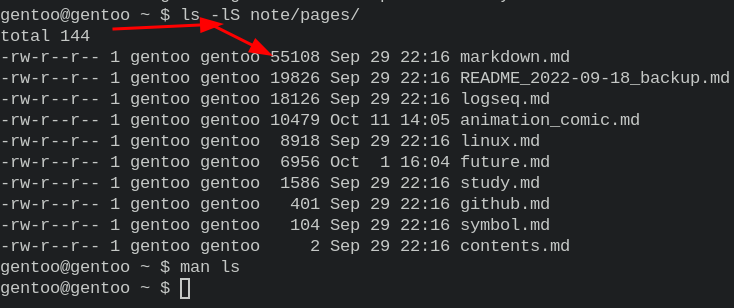 gentoo@gentoo ~ $ ls -lS note/pages/
total 144
-rw-r--r-- 1 gentoo gentoo 55108 Sep 29 22:16 markdown.md
-rw-r--r-- 1 gentoo gentoo 19826 Sep 29 22:16 README_2022-09-18_backup.md
-rw-r--r-- 1 gentoo gentoo 18126 Sep 29 22:16 logseq.md
-rw-r--r-- 1 gentoo gentoo 10479 Oct 11 14:05 animation_comic.md
-rw-r--r-- 1 gentoo gentoo  8918 Sep 29 22:16 linux.md
-rw-r--r-- 1 gentoo gentoo  6956 Oct  1 16:04 future.md
-rw-r--r-- 1 gentoo gentoo  1586 Sep 29 22:16 study.md
-rw-r--r-- 1 gentoo gentoo   401 Sep 29 22:16 github.md
-rw-r--r-- 1 gentoo gentoo   104 Sep 29 22:16 symbol.md
-rw-r--r-- 1 gentoo gentoo     2 Sep 29 22:16 contents.md
gentoo@gentoo ~ $ man ls
gentoo@gentoo ~ $